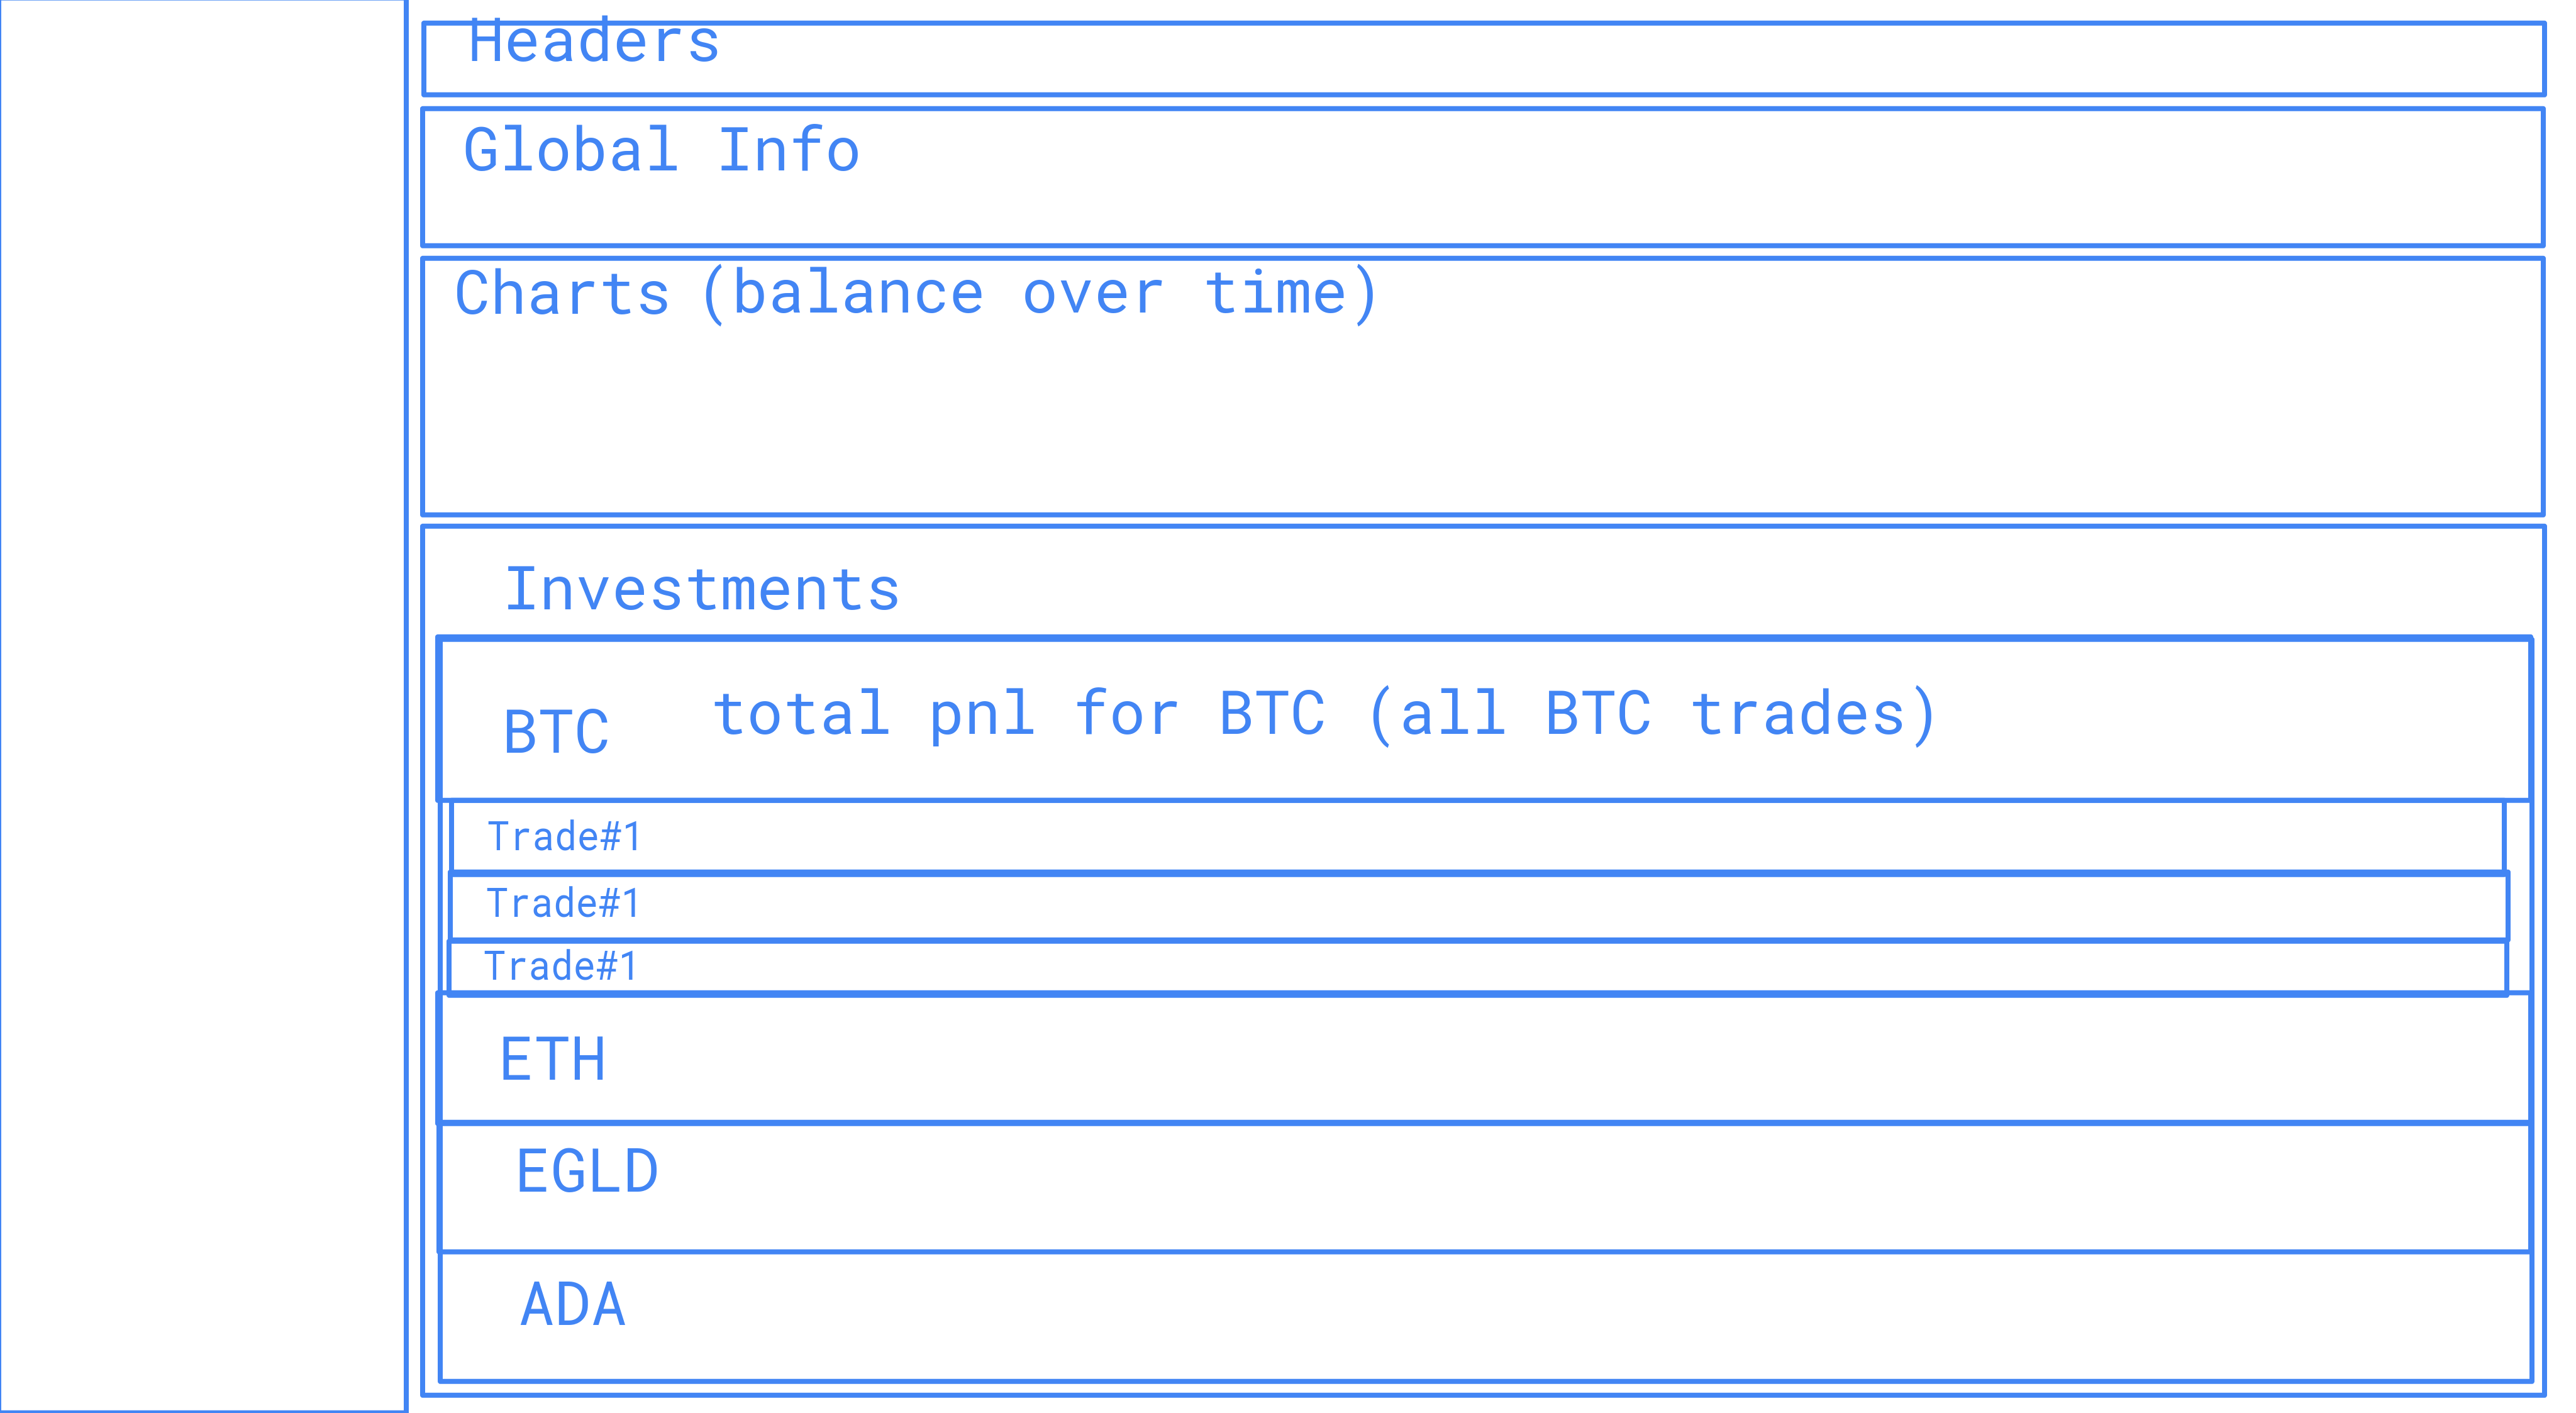 Headers
Global Info
Charts (balance over time)
Investments
BTC total pnl for BTC (all BTC trades)
Trade#1
Trade#1
Trade#1
ETH
EGLD
ADA